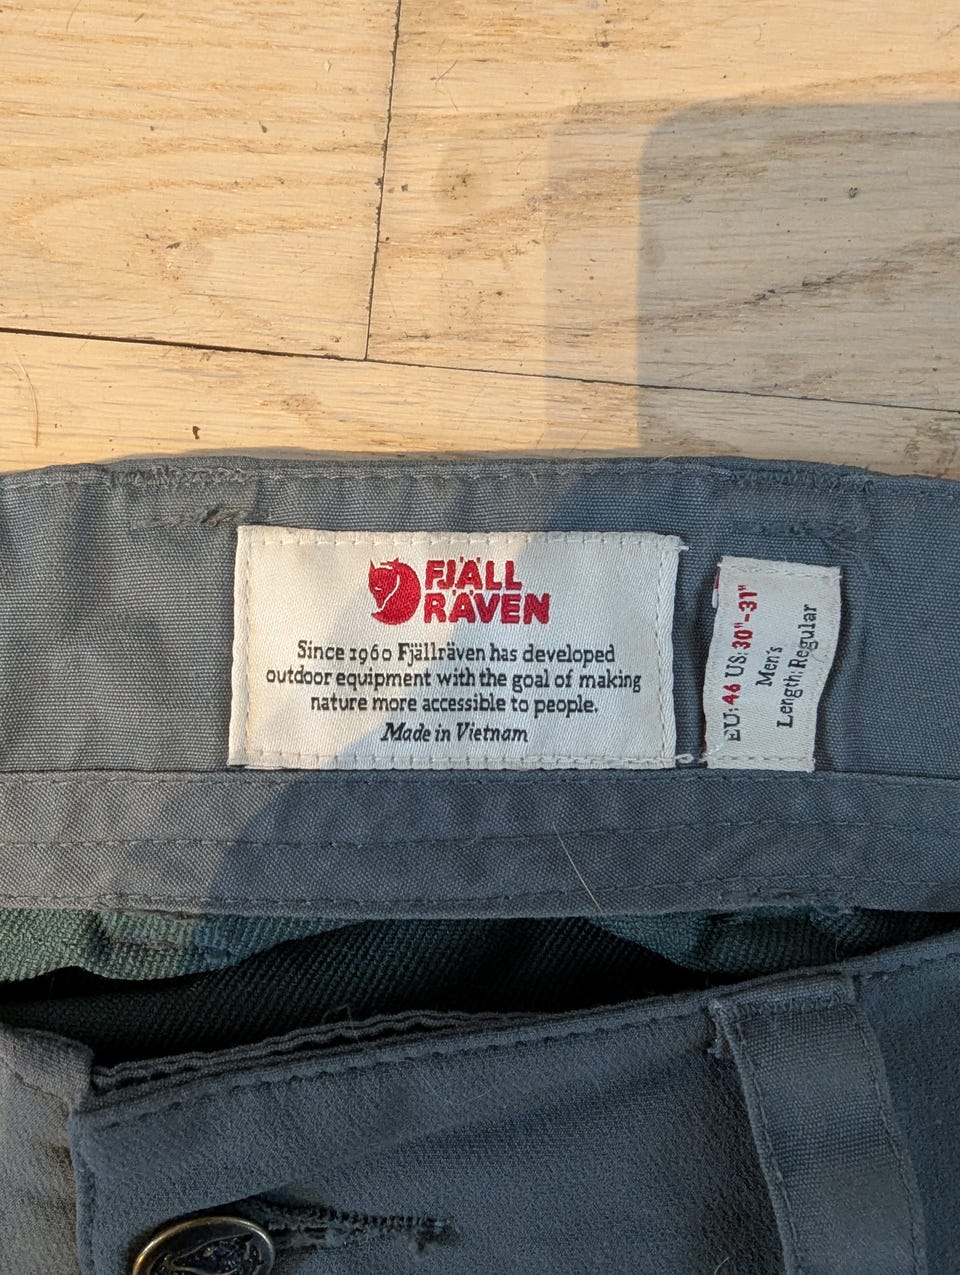 FJÄLL
RÄVEN
Since 1960 Fjällräven has developed
outdoor equipment with the goal of making
nature more accessible to people.
Made in Vietnam
EU: 46 US: 30"-31"
Men's
Length: Regular